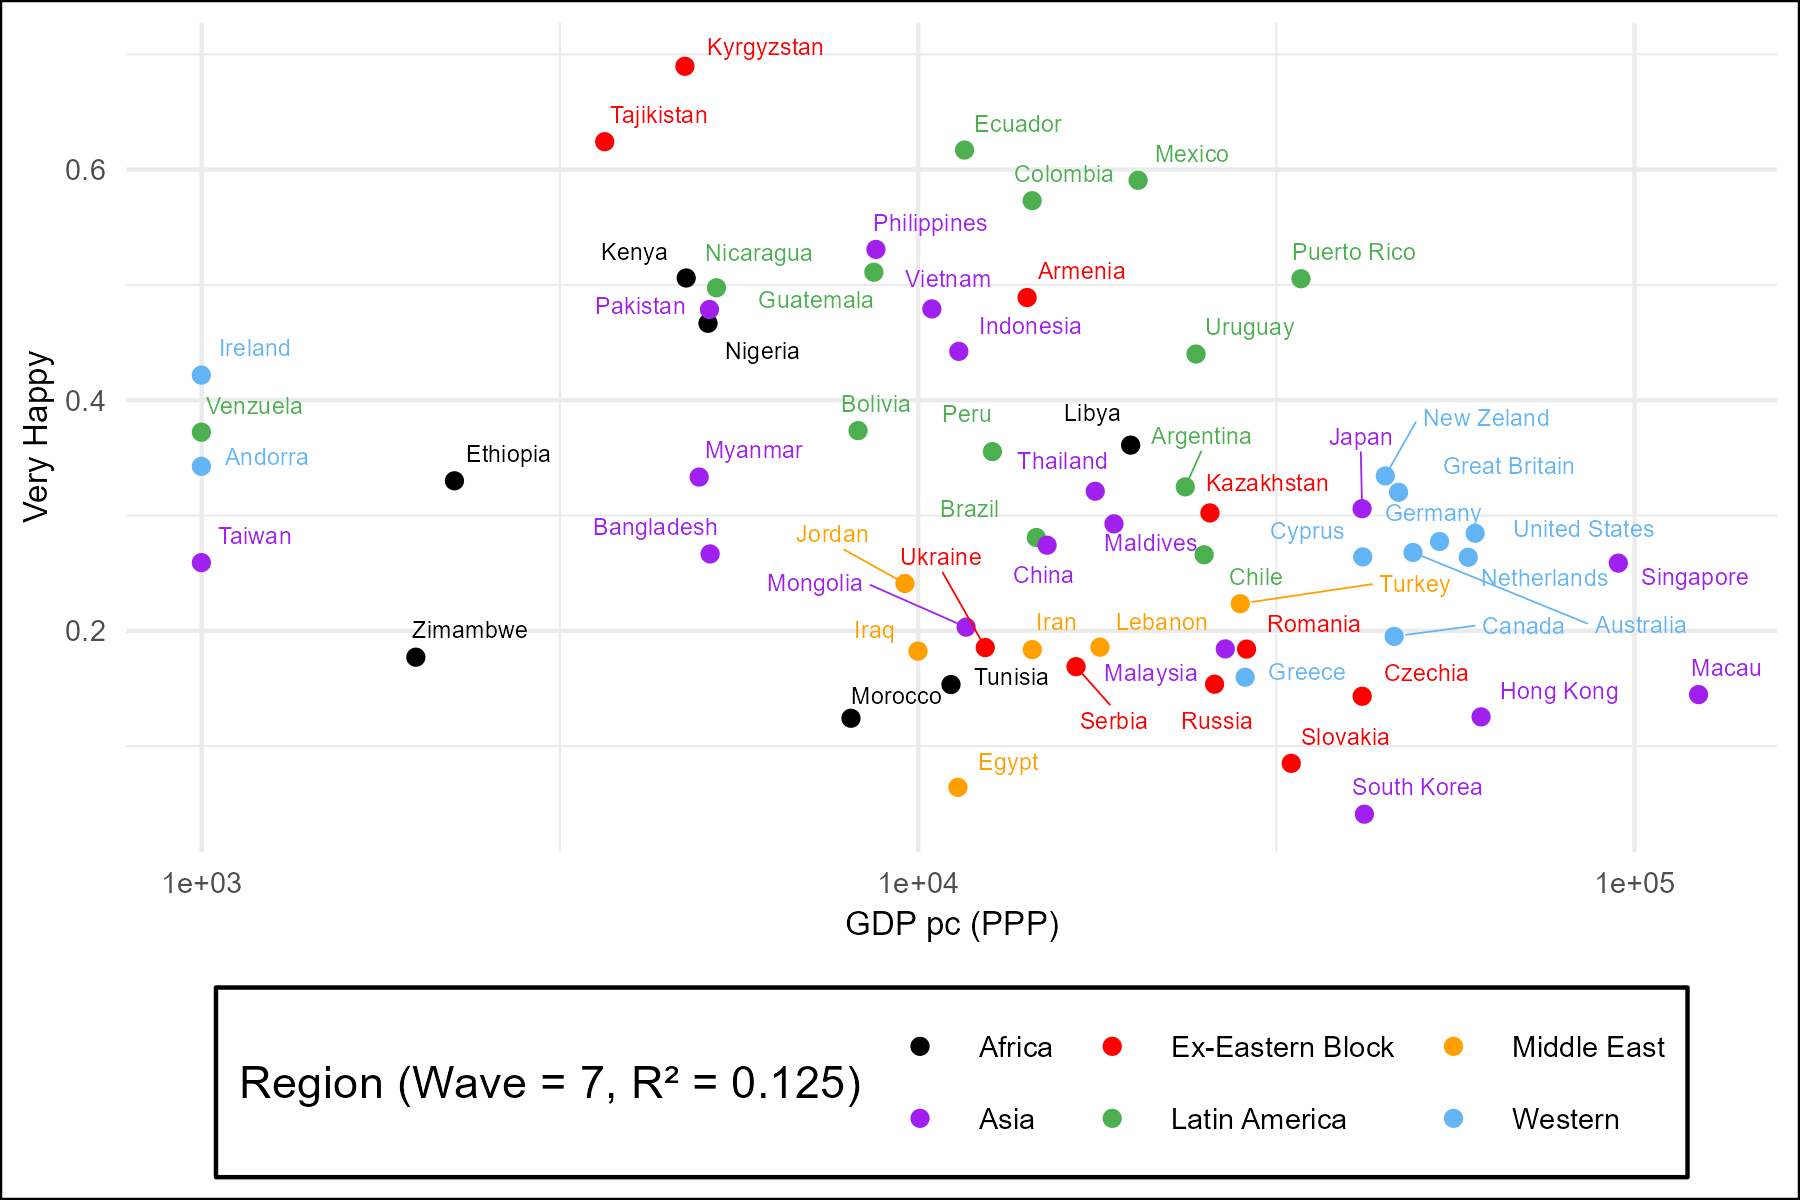 Kyrgyzstan
Tajikistan
Ecuador
0.6
Mexico
Colombia
Philippines
Kenya
Nicaragua
Puerto Rico
Armenia
Vietnam
Pakistan
Guatemala
Indonesia
Uruguay
Nigeria
Ireland
Very Happy
0.4
Venzuela
Bolivia
Peru
Libya
New Zeland
Argentina
Japan
Ethiopia
Andorra
Myanmar
Thailand
Great Britain
Kazakhstan
Brazil
Germany
Bangladesh
Jordan
Cyprus
United States
Taiwan
Maldives
Ukraine
China
Mongolia
Chile
Turkey
Netherlands
Singapore
0.2
Zimambwe
Iraq
Iran
Lebanon
Romania
Canada
Australia
Tunisia
Malaysia
Greece
Czechia
Macau
Morocco
Hong Kong
Serbia
Russia
Slovakia
Egypt
South Korea
1e+03
1e+04
1e+05
GDP pc (PPP)
Region (Wave = 7, R² = 0.125)
Africa
Ex-Eastern Block
Middle East
Asia
Latin America
Western